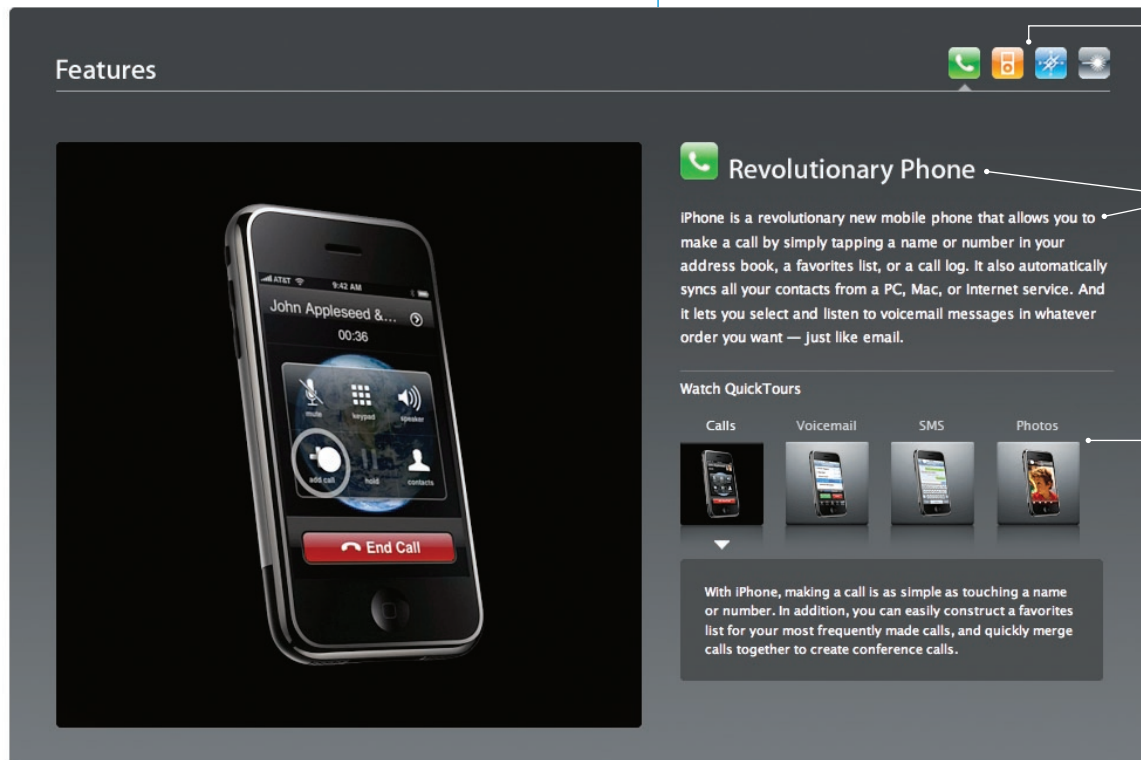 Features
AT&T
9:42 AM
John Appleseed &...
00:36
mute keypad speaker
add call hold contacts
End Call
Revolutionary Phone
iPhone is a revolutionary new mobile phone that allows you to
make a call by simply tapping a name or number in your
address book, a favorites list, or a call log. It also automatically
syncs all your contacts from a PC, Mac, or Internet service. And
it lets you select and listen to voicemail messages in whatever
order you want — just like email.
Watch QuickTours
Calls Voicemail SMS Photos
With iPhone, making a call is as simple as touching a name
or number. In addition, you can easily construct a favorites
list for your most frequently made calls, and quickly merge
calls together to create conference calls.